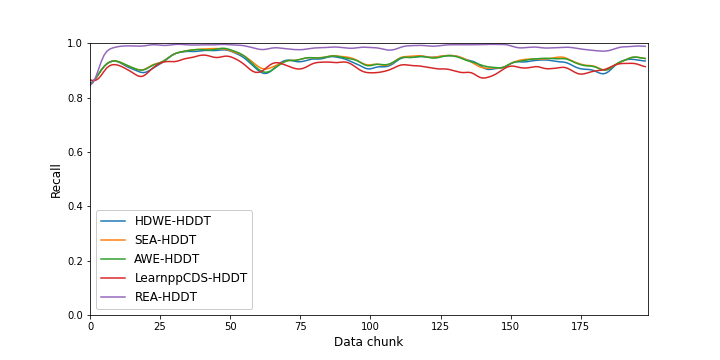 1.0
0.8
0.6
0.4
0.2
0.0
Recall
HDWE-HDDT
SEA-HDDT
AWE-HDDT
LearnppCDS-HDDT
REA-HDDT
0 25 50 75 100 125 150 175
Data chunk